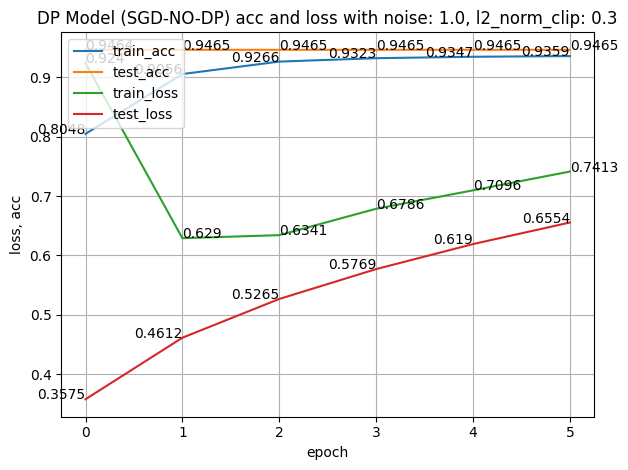 DP Model (SGD-NO-DP) acc and loss with noise: 1.0, l2_norm_clip: 0.3
train_acc
test_acc
train_loss
test_loss
0.9464 0.9465 0.9465 0.9465 0.9465 0.9465
0.8048 0.9056 0.9266 0.9323 0.9347 0.9359
0.924 0.629 0.6341 0.6786 0.7096 0.7413
0.3575 0.4612 0.5265 0.5769 0.619 0.6554
0.9
0.8
0.7
0.6
0.5
0.4
loss, acc
0 1 2 3 4 5
epoch